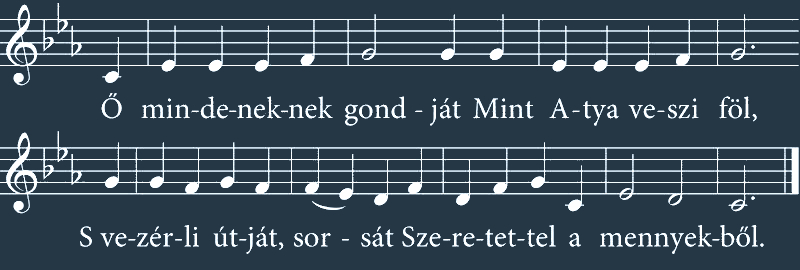 Ő min-de-nek-nek gond - ját Mint A-tya ve-szi föl,
S ve-zér-li út-ját, sor - sát Sze-re-tet-tel a mennyek-ből.